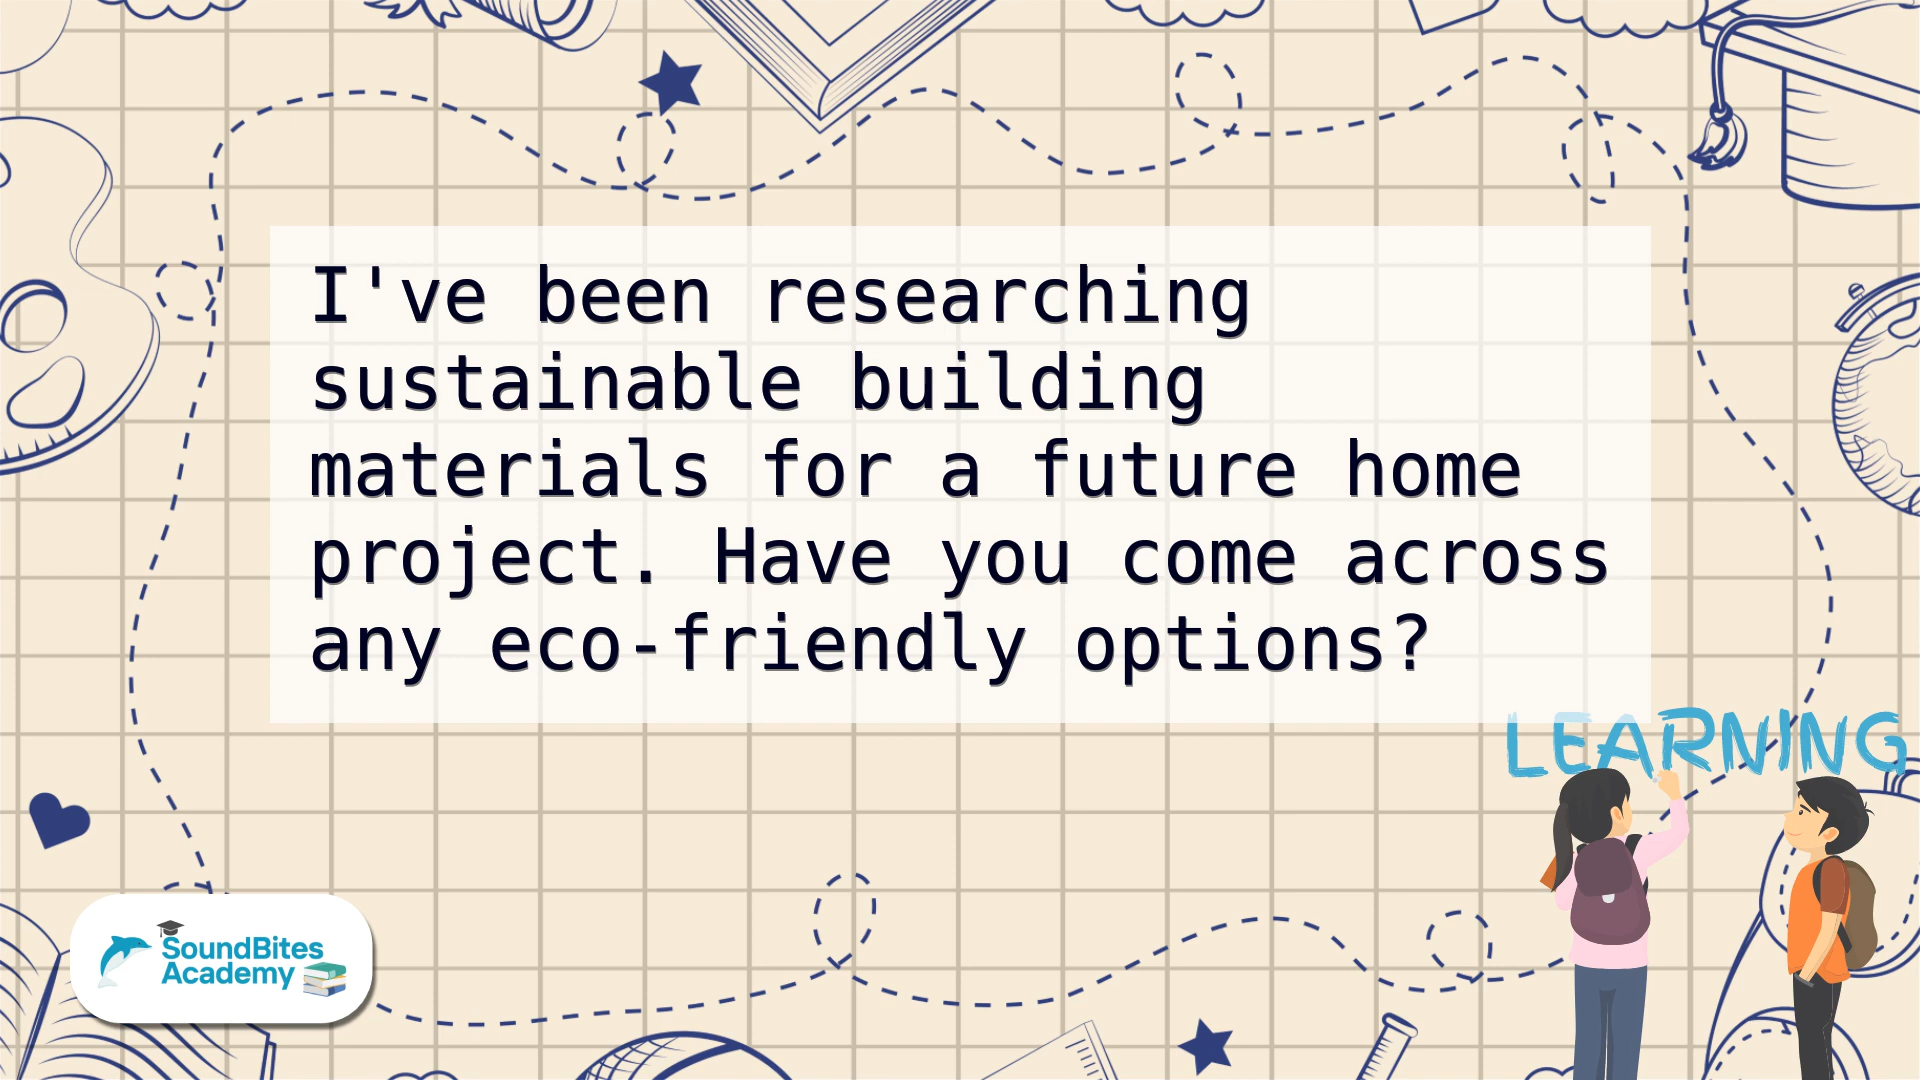 I've been researching
sustainable building
materials for a future home
project. Have you come across
any eco-friendly options?
LEARNING
SoundBites
Academy